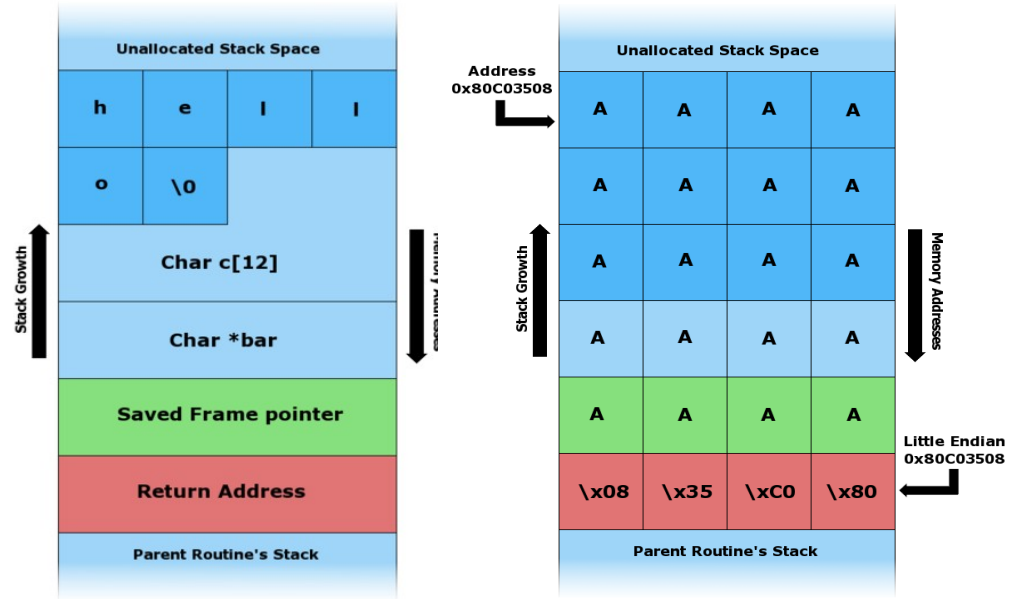 Unallocated Stack Space
h e l l
o \0
Char c[12]
Char *bar
Saved Frame pointer
Return Address
Parent Routine's Stack
Stack Growth
Memory Addresses
Unallocated Stack Space
Address
0x80C03508
A A A A
A A A A
A A A A
A A A A
A A A A
\x08 \x35 \xC0 \x80
Parent Routine's Stack
Stack Growth
Memory Addresses
Little Endian
0x80C03508